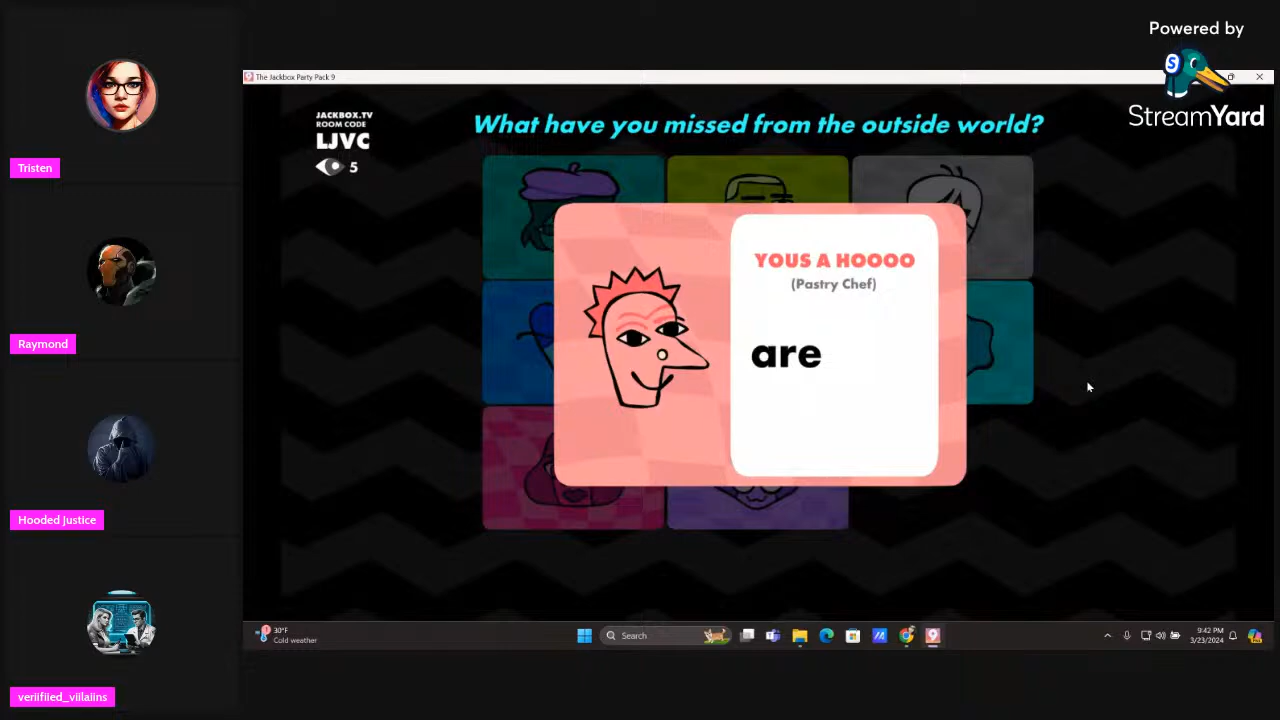 Powered by
StreamYard
The Jackbox Party Pack 9
JACKBOX.TV
ROOM CODE
LJVC
5
What have you missed from the outside world?
YOUS A HOOOO
(Pastry Chef)
are
Tristen
Raymond
Hooded Justice
veriifiied_viilaiins
30°F
Cold weather
Search
9:42 PM
3/23/2024